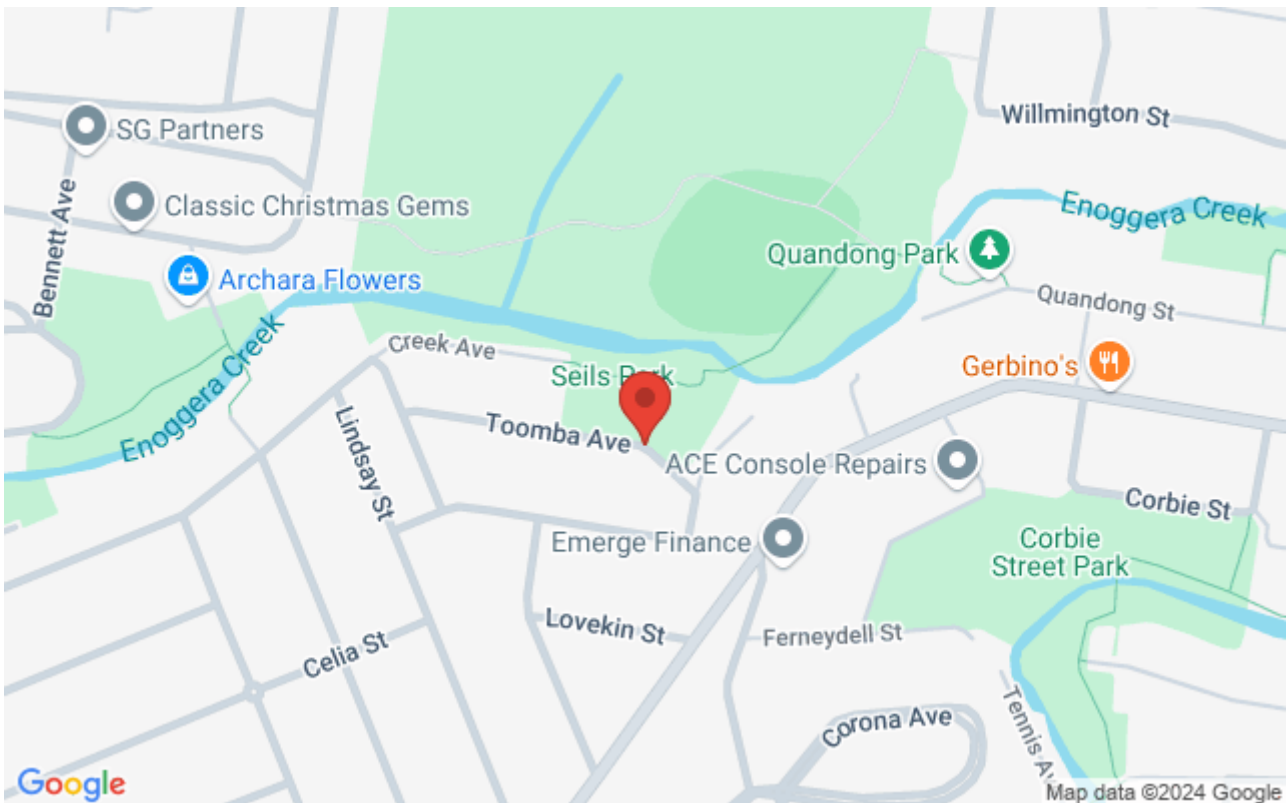 Willmington St
SG Partners
Bennett Ave
Classic Christmas Gems
Enoggera Creek
Quandong Park
Archara Flowers
Quandong St
Creek Ave
Enoggera Creek
Seils Park
Gerbino's
Lindsay St
Toomba Ave
ACE Console Repairs
Corbie St
Emerge Finance
Corbie
Street Park
Lovekin St
Ferneydell St
Celia St
Tennis Av
Corona Ave
Google
Map data ©2024 Google